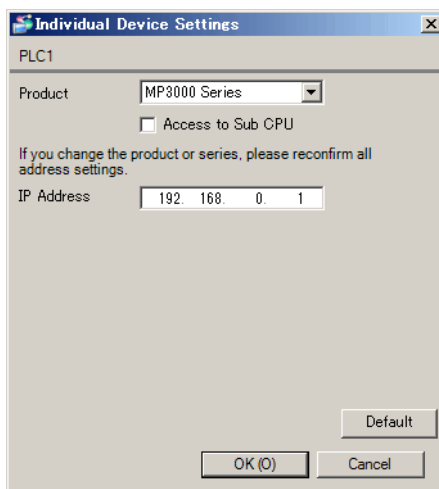 Individual Device Settings
PLC1
Product MP3000 Series
Access to Sub CPU
If you change the product or series, please reconfirm all
address settings.
IP Address 192. 168. 0. 1
Default
OK (O) Cancel